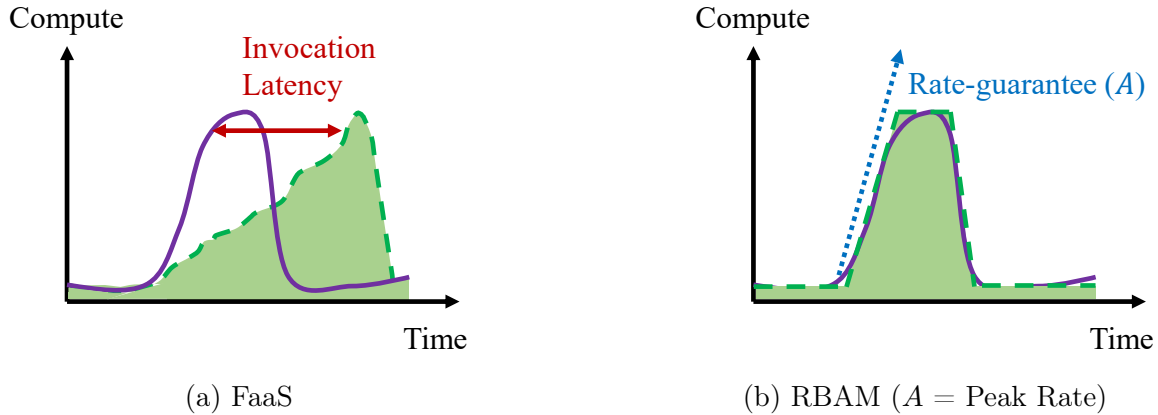 Compute
Invocation
Latency
Time
(a) FaaS
Compute
Rate-guarantee (A)
Time
(b) RBAM (A = Peak Rate)